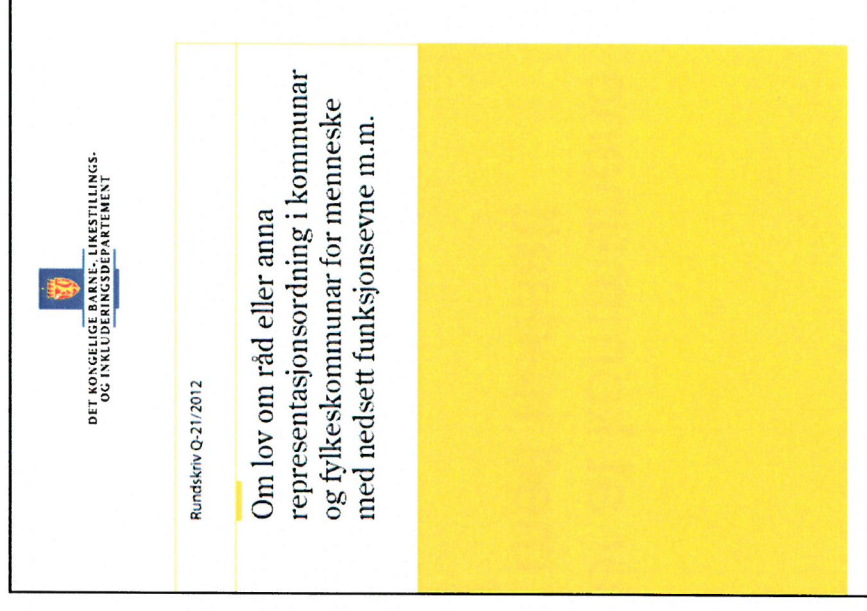 DET KONGELIGE BARNE-, LIKESTILLINGS-
OG INKLUDERINGSDEPARTEMENT
Rundskriv Q-21/2012
Om lov om råd eller anna
representasjonsordning i kommunar
og fylkeskommunar for menneske
med nedsett funksjonsevne m.m.